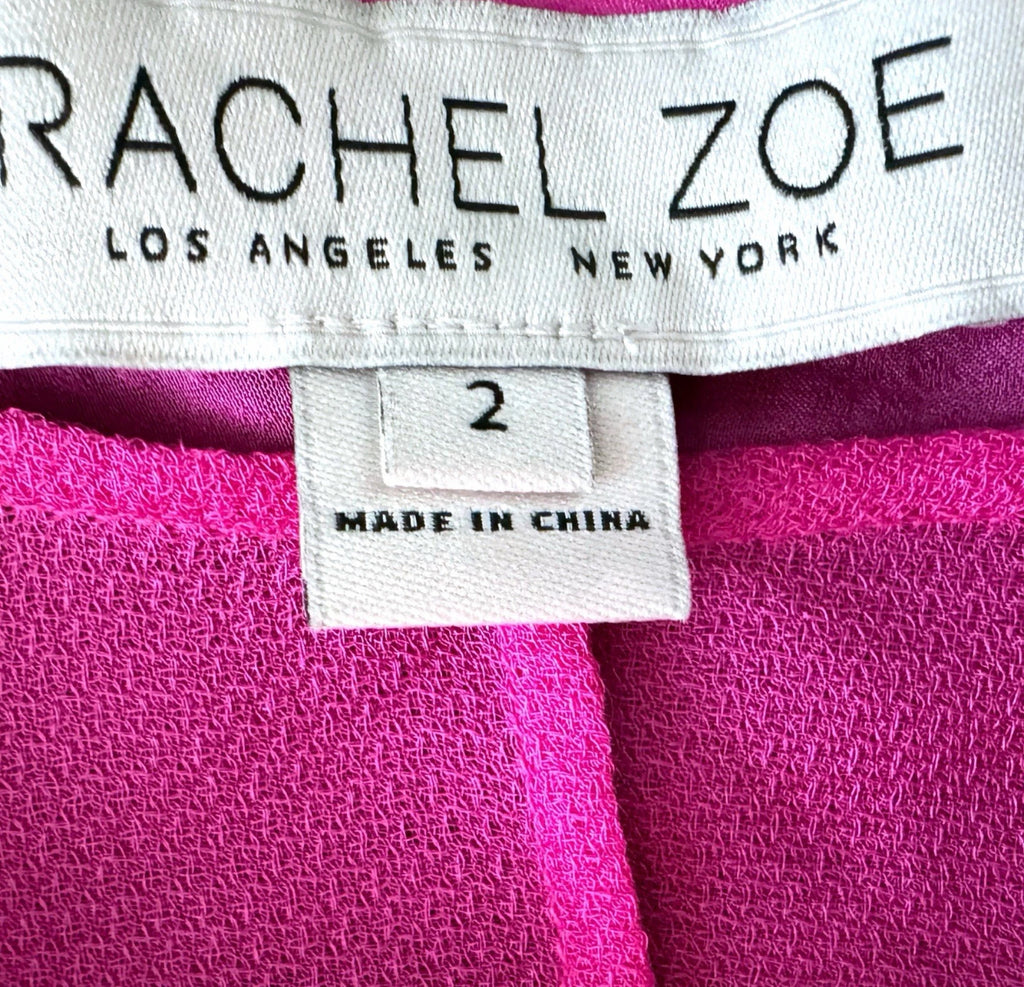 RACHEL ZOE
LOS ANGELES NEW YORK
2
MADE IN CHINA